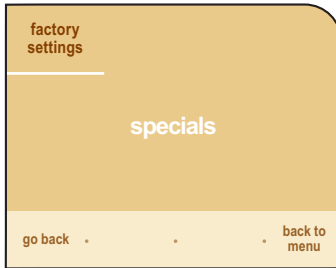 factory
settings
specials
go back
back to
menu